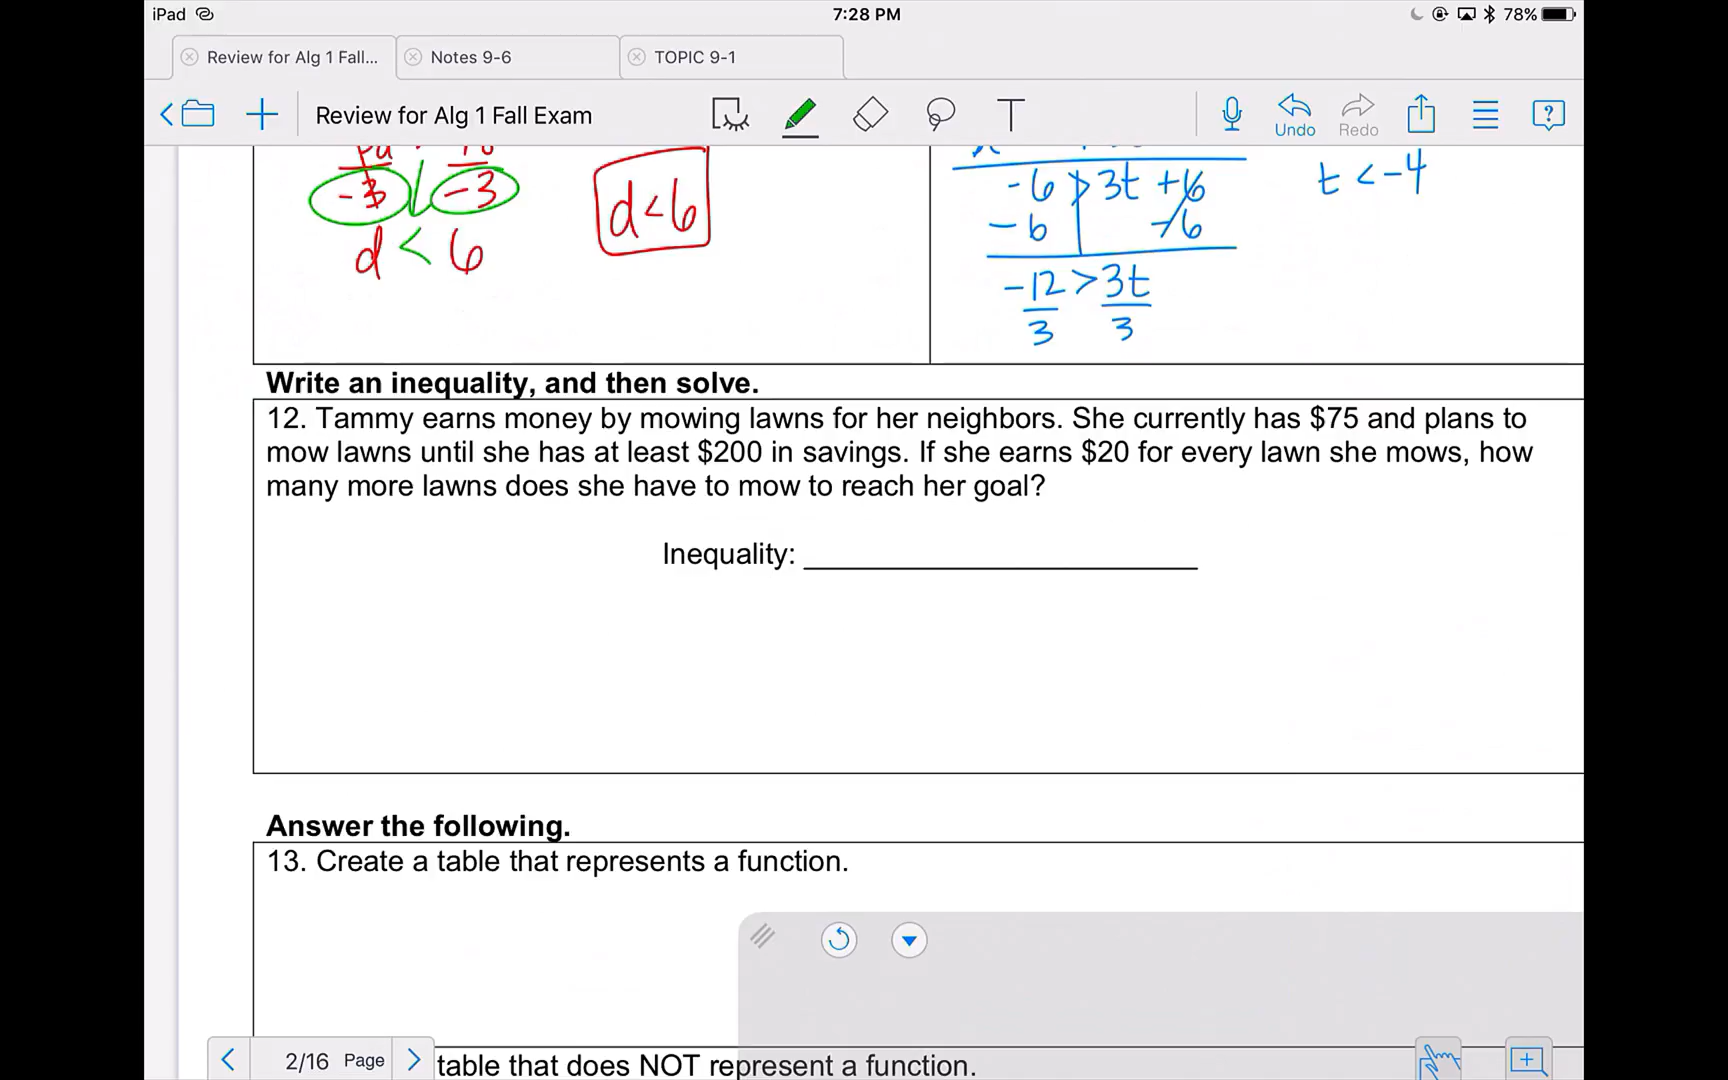 iPad 7:28 PM 78%
Review for Alg 1 Fall... Notes 9-6 TOPIC 9-1
Review for Alg 1 Fall Exam T Undo Redo ?
-3 -3 d<6
d < 6
-6 > 3t + 6 t < -4
-6 -6
-12 > 3t
3 3
Write an inequality, and then solve.
12. Tammy earns money by mowing lawns for her neighbors. She currently has $75 and plans to
mow lawns until she has at least $200 in savings. If she earns $20 for every lawn she mows, how
many more lawns does she have to mow to reach her goal?
Inequality: ____________________
Answer the following.
13. Create a table that represents a function.
2/16 Page table that does NOT represent a function.